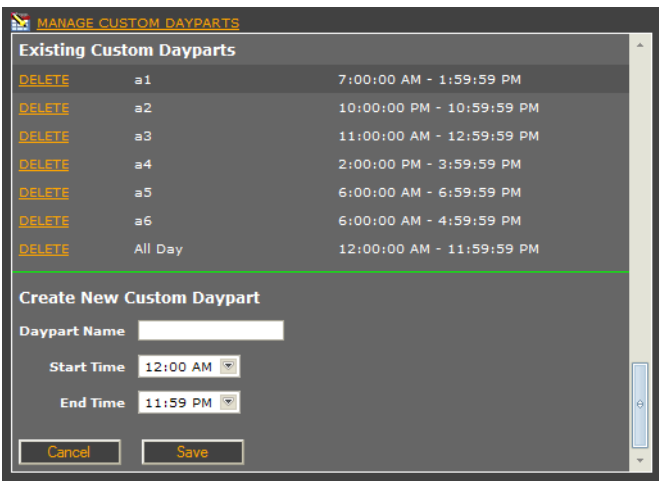 MANAGE CUSTOM DAYPARTS
Existing Custom Dayparts
DELETE a1 7:00:00 AM - 1:59:59 PM
DELETE a2 10:00:00 PM - 10:59:59 PM
DELETE a3 11:00:00 AM - 12:59:59 PM
DELETE a4 2:00:00 PM - 3:59:59 PM
DELETE a5 6:00:00 AM - 6:59:59 PM
DELETE a6 6:00:00 AM - 4:59:59 PM
DELETE All Day 12:00:00 AM - 11:59:59 PM
Create New Custom Daypart
Daypart Name
Start Time 12:00 AM
End Time 11:59 PM
Cancel Save